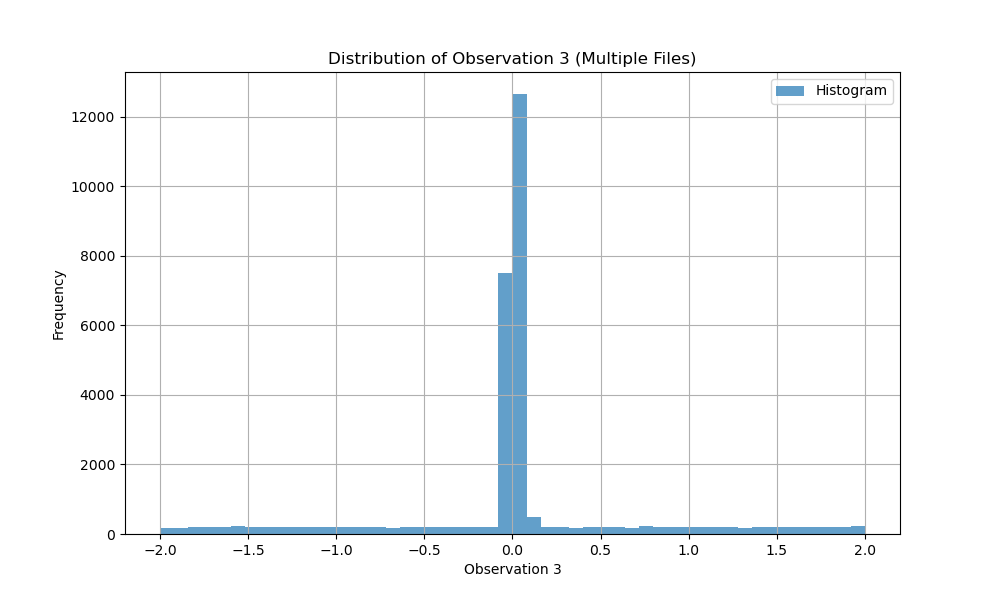 Distribution of Observation 3 (Multiple Files)
Histogram
12000
10000
8000
6000
4000
2000
0
Frequency
−2.0 −1.5 −1.0 −0.5 0.0 0.5 1.0 1.5 2.0
Observation 3